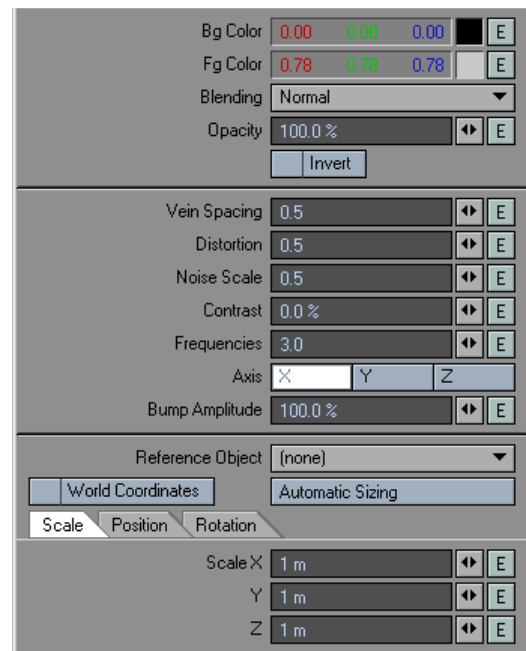 Bg Color 0.00 0.00 0.00 E
Fg Color 0.78 0.78 0.78 E
Blending Normal
Opacity 100.0 % E
Invert
Vein Spacing 0.5 E
Distortion 0.5 E
Noise Scale 0.5 E
Contrast 0.0 % E
Frequencies 3.0 E
Axis X Y Z
Bump Amplitude 100.0 % E
Reference Object (none)
World Coordinates Automatic Sizing
Scale Position Rotation
Scale X 1 m E
Y 1 m E
Z 1 m E